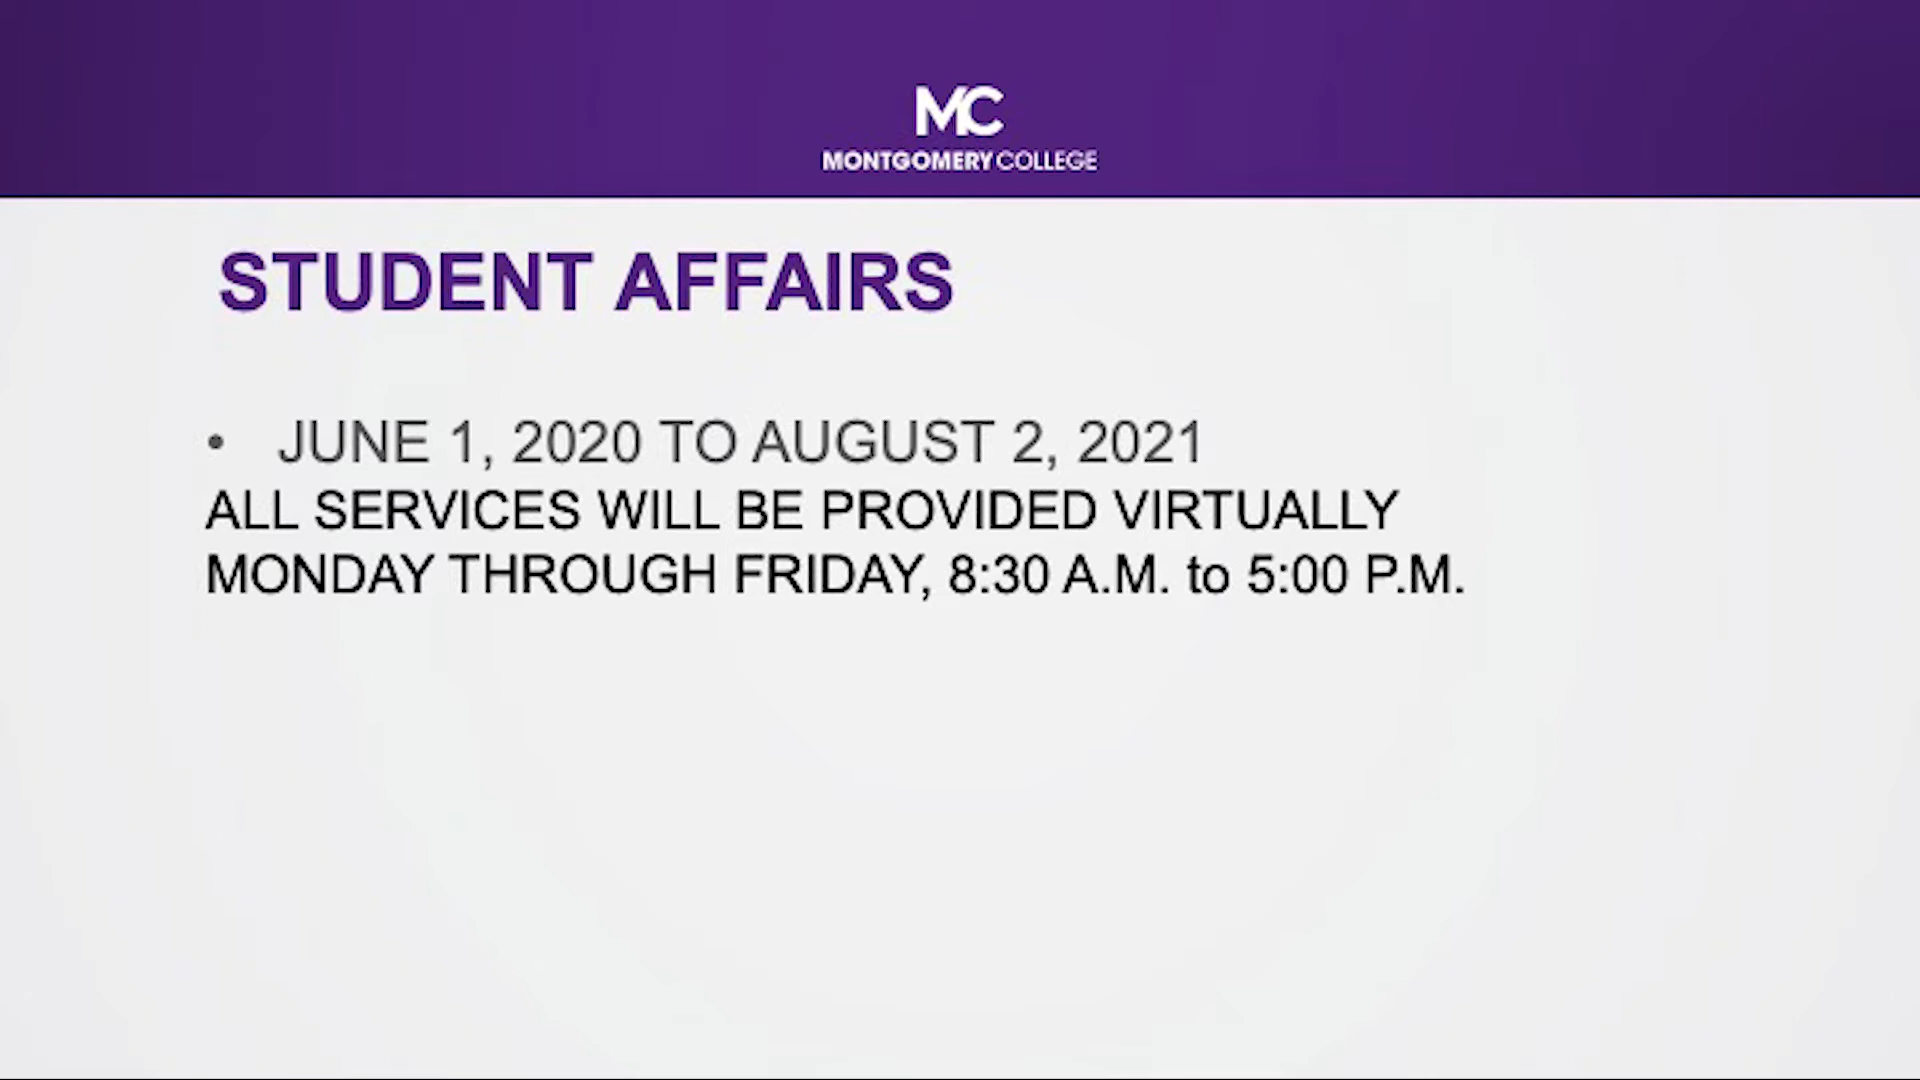 MC
MONTGOMERY COLLEGE
STUDENT AFFAIRS
• JUNE 1, 2020 TO AUGUST 2, 2021
ALL SERVICES WILL BE PROVIDED VIRTUALLY
MONDAY THROUGH FRIDAY, 8:30 A.M. to 5:00 P.M.